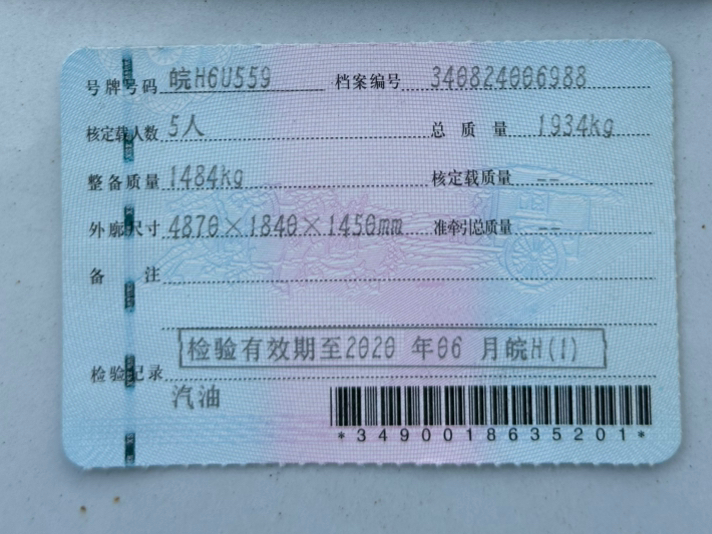 号牌号码 皖H6U559 档案编号 340824006988
核定载人数 5人 总质量 1934kg
整备质量 1484kg 核定载质量 --
外廓尺寸 4870×1840×1450mm 准牵引总质量 --
备注
检验有效期至2020 年06 月皖H(1)
检验记录
汽油
*3490018635201*